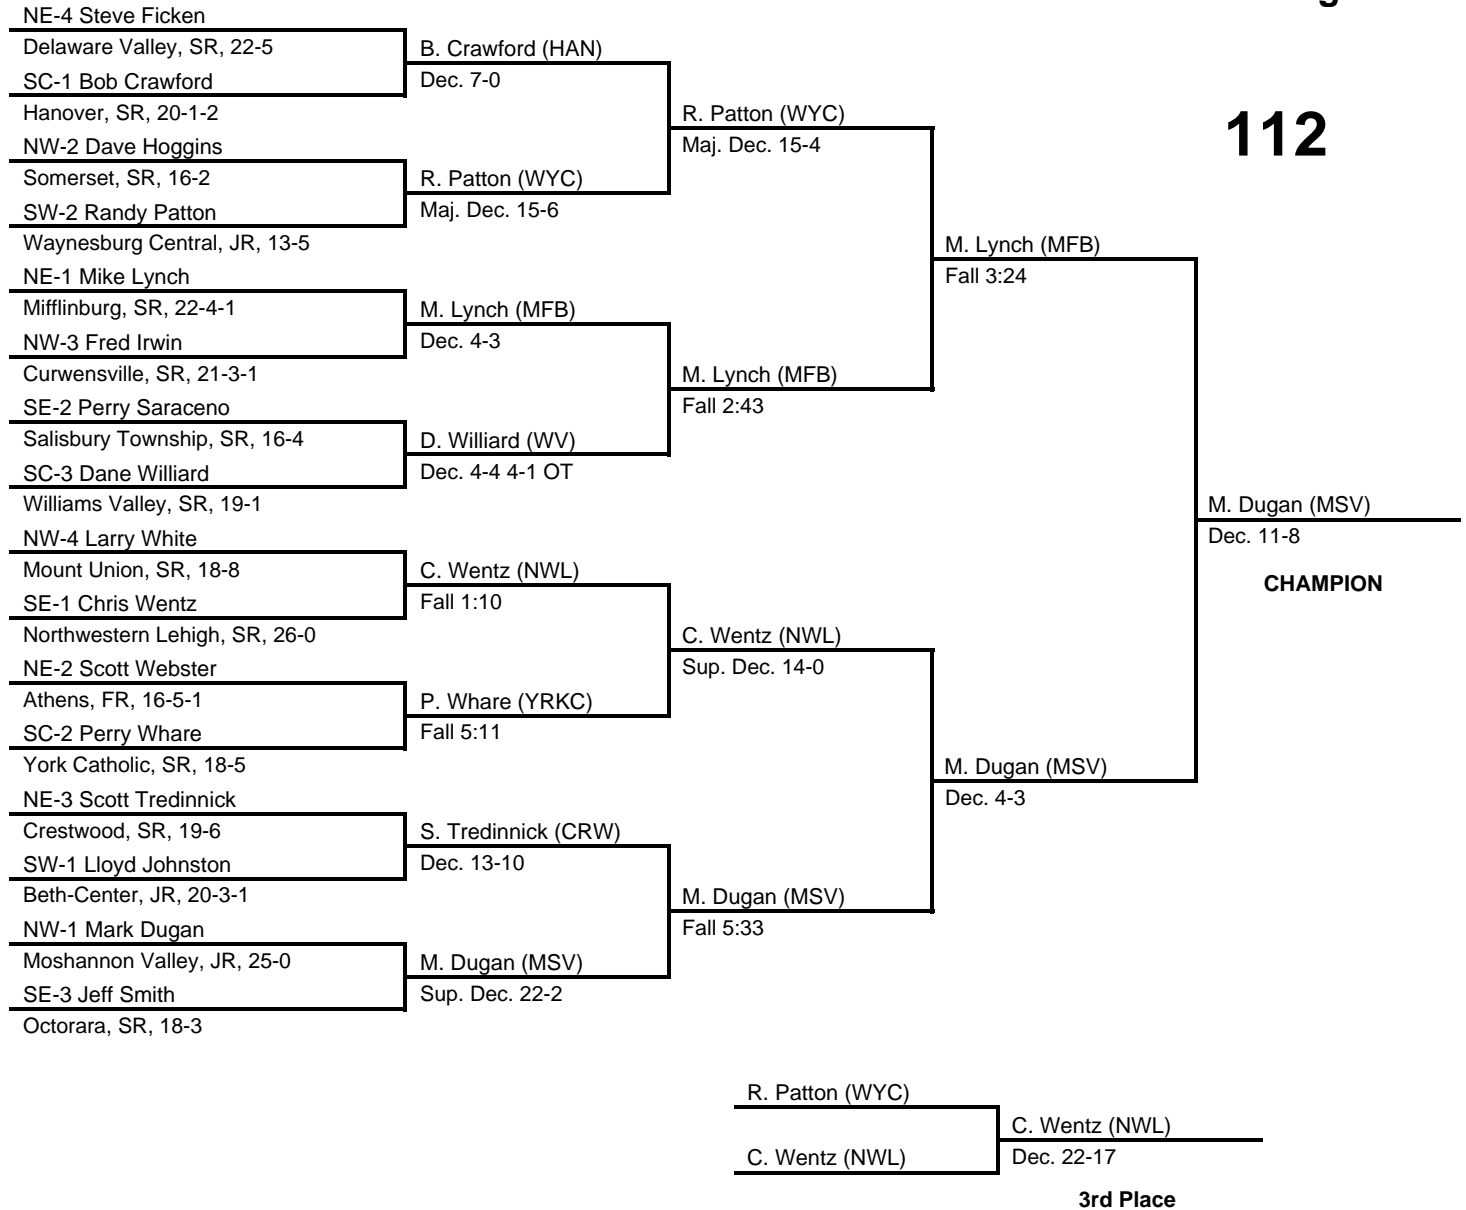 g
112
NE-4 Steve Ficken
Delaware Valley, SR, 22-5
SC-1 Bob Crawford
Hanover, SR, 20-1-2
NW-2 Dave Hoggins
Somerset, SR, 16-2
SW-2 Randy Patton
Waynesburg Central, JR, 13-5
NE-1 Mike Lynch
Mifflinburg, SR, 22-4-1
NW-3 Fred Irwin
Curwensville, SR, 21-3-1
SE-2 Perry Saraceno
Salisbury Township, SR, 16-4
SC-3 Dane Williard
Williams Valley, SR, 19-1
NW-4 Larry White
Mount Union, SR, 18-8
SE-1 Chris Wentz
Northwestern Lehigh, SR, 26-0
NE-2 Scott Webster
Athens, FR, 16-5-1
SC-2 Perry Whare
York Catholic, SR, 18-5
NE-3 Scott Tredinnick
Crestwood, SR, 19-6
SW-1 Lloyd Johnston
Beth-Center, JR, 20-3-1
NW-1 Mark Dugan
Moshannon Valley, JR, 25-0
SE-3 Jeff Smith
Octorara, SR, 18-3
B. Crawford (HAN)
Dec. 7-0
R. Patton (WYC)
Maj. Dec. 15-6
M. Lynch (MFB)
Dec. 4-3
D. Williard (WV)
Dec. 4-4 4-1 OT
C. Wentz (NWL)
Fall 1:10
P. Whare (YRKC)
Fall 5:11
S. Tredinnick (CRW)
Dec. 13-10
M. Dugan (MSV)
Sup. Dec. 22-2
R. Patton (WYC)
Maj. Dec. 15-4
M. Lynch (MFB)
Fall 2:43
C. Wentz (NWL)
Sup. Dec. 14-0
M. Dugan (MSV)
Fall 5:33
M. Lynch (MFB)
Fall 3:24
M. Dugan (MSV)
Dec. 4-3
M. Dugan (MSV)
Dec. 11-8
CHAMPION
R. Patton (WYC)
C. Wentz (NWL)
C. Wentz (NWL)
Dec. 22-17
3rd Place